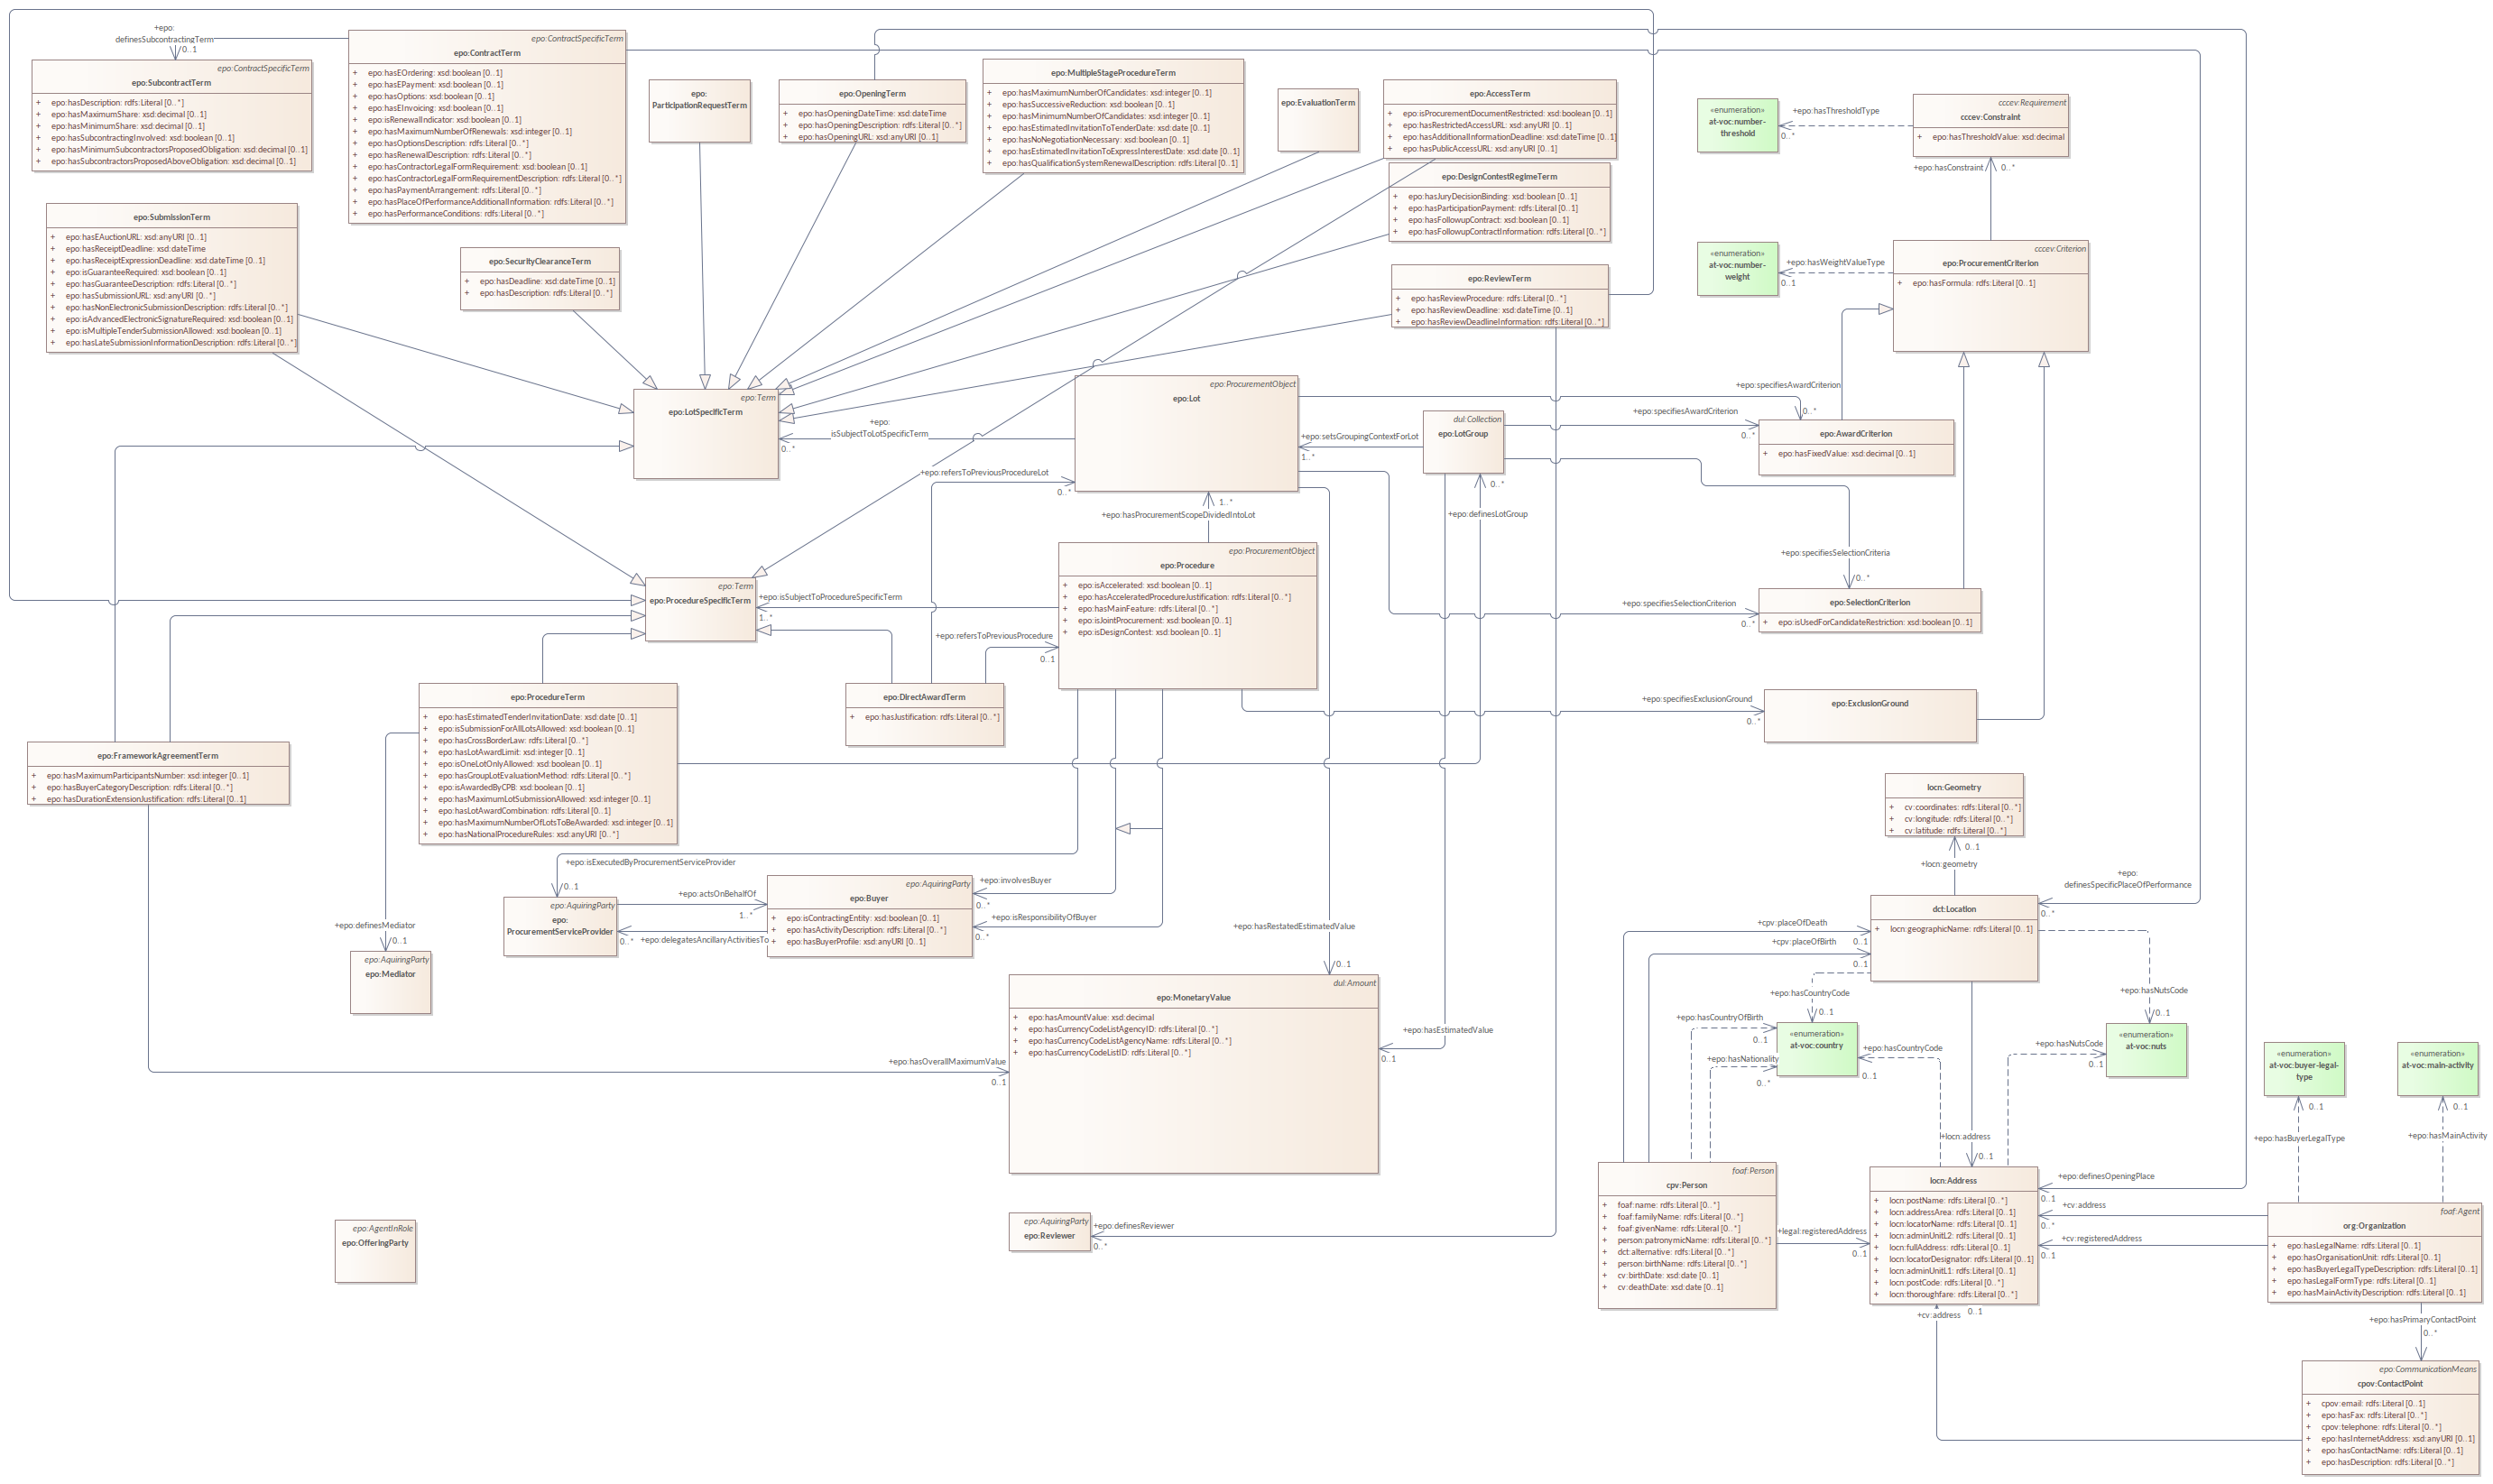 +epo:
definesSubcontractingTerm
0..1
epo:ContractSpecificTerm
epo:SubcontractTerm
+ epo:hasDescription: rdfs:Literal [0..*]
+ epo:hasMaximumShare: xsd:decimal [0..1]
+ epo:hasMinimumShare: xsd:decimal [0..1]
+ epo:hasSubcontractingInvolved: xsd:boolean [0..1]
+ epo:hasMinimumSubcontractorsProposedObligation: xsd:decimal [0..1]
+ epo:hasSubcontractorsProposedAboveObligation: xsd:decimal [0..1]
epo:ContractSpecificTerm
epo:ContractTerm
+ epo:hasEOrdering: xsd:boolean [0..1]
+ epo:hasEPayment: xsd:boolean [0..1]
+ epo:hasOptions: xsd:boolean [0..1]
+ epo:hasEInvoicing: xsd:boolean [0..1]
+ epo:isRenewalIndicator: xsd:boolean [0..1]
+ epo:hasMaximumNumberOfRenewals: xsd:integer [0..1]
+ epo:hasOptionsDescription: rdfs:Literal [0..*]
+ epo:hasRenewalDescription: rdfs:Literal [0..*]
+ epo:hasContractorLegalFormRequirement: xsd:boolean [0..1]
+ epo:hasContractorLegalFormRequirementDescription: rdfs:Literal [0..*]
+ epo:hasPaymentArrangement: rdfs:Literal [0..*]
+ epo:hasPlaceOfPerformanceAdditionalInformation: rdfs:Literal [0..*]
+ epo:hasPerformanceConditions: rdfs:Literal [0..*]
epo:
ParticipationRequestTerm
epo:OpeningTerm
+ epo:hasOpeningDateTime: xsd:dateTime
+ epo:hasOpeningDescription: rdfs:Literal [0..*]
+ epo:hasOpeningURL: xsd:anyURI [0..1]
epo:MultipleStageProcedureTerm
+ epo:hasMaximumNumberOfCandidates: xsd:integer [0..1]
+ epo:hasSuccessiveReduction: xsd:boolean [0..1]
+ epo:hasMinimumNumberOfCandidates: xsd:integer [0..1]
+ epo:hasEstimatedInvitationToTenderDate: xsd:date [0..1]
+ epo:hasNoNegotiationNecessary: xsd:boolean [0..1]
+ epo:hasEstimatedInvitationToExpressInterestDate: xsd:date [0..1]
+ epo:hasQualificationSystemRenewalDescription: rdfs:Literal [0..1]
epo:EvaluationTerm
epo:AccessTerm
+ epo:isProcurementDocumentRestricted: xsd:boolean [0..1]
+ epo:hasRestrictedAccessURL: xsd:anyURI [0..1]
+ epo:hasAdditionalInformationDeadline: xsd:dateTime [0..1]
+ epo:hasPublicAccessURL: xsd:anyURI [0..1]
epo:DesignContestRegimeTerm
+ epo:hasJuryDecisionBinding: xsd:boolean [0..1]
+ epo:hasParticipationPayment: rdfs:Literal [0..1]
+ epo:hasFollowupContract: xsd:boolean [0..1]
+ epo:hasFollowupContractInformation: rdfs:Literal [0..*]
«enumeration»
at-voc:number-
threshold
+epo:hasThresholdType
0..*
cccev:Requirement
cccev:Constraint
+ epo:hasThresholdValue: xsd:decimal
+epo:hasConstraint
0..*
epo:SubmissionTerm
+ epo:hasEAuctionURL: xsd:anyURI [0..1]
+ epo:hasReceiptDeadline: xsd:dateTime
+ epo:hasReceiptExpressionDeadline: xsd:dateTime [0..1]
+ epo:isGuaranteeRequired: xsd:boolean [0..1]
+ epo:hasGuaranteeDescription: rdfs:Literal [0..*]
+ epo:hasSubmissionURL: xsd:anyURI [0..*]
+ epo:hasNonElectronicSubmissionDescription: rdfs:Literal [0..*]
+ epo:isAdvancedElectronicSignatureRequired: xsd:boolean [0..1]
+ epo:isMultipleTenderSubmissionAllowed: xsd:boolean [0..1]
+ epo:hasLateSubmissionInformationDescription: rdfs:Literal [0..*]
epo:SecurityClearanceTerm
+ epo:hasDeadline: xsd:dateTime [0..1]
+ epo:hasDescription: rdfs:Literal [0..*]
epo:ReviewTerm
+ epo:hasReviewProcedure: rdfs:Literal [0..*]
+ epo:hasReviewDeadline: xsd:dateTime [0..1]
+ epo:hasReviewDeadlineInformation: rdfs:Literal [0..*]
«enumeration»
at-voc:number-
weight
+epo:hasWeightValueType
0..1
cccev:Criterion
epo:ProcurementCriterion
+ epo:hasFormula: rdfs:Literal [0..1]
epo:Term
epo:LotSpecificTerm
+epo:
isSubjectToLotSpecificTerm
0..*
epo:ProcurementObject
epo:Lot
+epo:setsGroupingContextForLot
1..*
dul:Collection
epo:LotGroup
+epo:specifiesAwardCriterion
0..*
+epo:specifiesAwardCriterion
0..*
epo:AwardCriterion
+ epo:hasFixedValue: xsd:decimal [0..1]
+epo:refersToPreviousProcedureLot
0..*
1..*
+epo:hasProcurementScopeDividedIntoLot
0..*
+epo:definesLotGroup
+epo:specifiesSelectionCriteria
0..*
epo:ProcurementObject
epo:Procedure
+ epo:isAccelerated: xsd:boolean [0..1]
+ epo:hasAcceleratedProcedureJustification: rdfs:Literal [0..*]
+ epo:hasMainFeature: rdfs:Literal [0..*]
+ epo:isJointProcurement: xsd:boolean [0..1]
+ epo:isDesignContest: xsd:boolean [0..1]
epo:Term
epo:ProcedureSpecificTerm
+epo:isSubjectToProcedureSpecificTerm
1..*
+epo:specifiesSelectionCriterion
0..*
epo:SelectionCriterion
+ epo:isUsedForCandidateRestriction: xsd:boolean [0..1]
+epo:refersToPreviousProcedure
0..1
epo:ProcedureTerm
+ epo:hasEstimatedTenderInvitationDate: xsd:date [0..1]
+ epo:isSubmissionForAllLotsAllowed: xsd:boolean [0..1]
+ epo:hasCrossBorderLaw: rdfs:Literal [0..*]
+ epo:hasLotAwardLimit: xsd:integer [0..1]
+ epo:isOneLotOnlyAllowed: xsd:boolean [0..1]
+ epo:hasGroupLotEvaluationMethod: rdfs:Literal [0..*]
+ epo:isAwardedByCPB: xsd:boolean [0..1]
+ epo:hasMaximumLotSubmissionAllowed: xsd:integer [0..1]
+ epo:hasLotAwardCombination: rdfs:Literal [0..1]
+ epo:hasMaximumNumberOfLotsToBeAwarded: xsd:integer [0..1]
+ epo:hasNationalProcedureRules: xsd:anyURI [0..*]
epo:DirectAwardTerm
+ epo:hasJustification: rdfs:Literal [0..*]
+epo:specifiesExclusionGround
0..*
epo:ExclusionGround
epo:FrameworkAgreementTerm
+ epo:hasMaximumParticipantsNumber: xsd:integer [0..1]
+ epo:hasBuyerCategoryDescription: rdfs:Literal [0..*]
+ epo:hasDurationExtensionJustification: rdfs:Literal [0..1]
locn:Geometry
+ cv:coordinates: rdfs:Literal [0..*]
+ cv:longitude: rdfs:Literal [0..*]
+ cv:latitude: rdfs:Literal [0..*]
0..1
+locn:geometry
+epo:isExecutedByProcurementServiceProvider
0..1
epo:AquiringParty
epo:
ProcurementServiceProvider
+epo:actsOnBehalfOf
1..*
0..*
+epo:delegatesAncillaryActivitiesTo
epo:AquiringParty
epo:Buyer
+ epo:isContractingEntity: xsd:boolean [0..1]
+ epo:hasActivityDescription: rdfs:Literal [0..*]
+ epo:hasBuyerProfile: xsd:anyURI [0..1]
+epo:involvesBuyer
0..*
+epo:isResponsibilityOfBuyer
0..*
+epo:
definesSpecificPlaceOfPerformance
0..*
dct:Location
+ locn:geographicName: rdfs:Literal [0..1]
+cpv:placeOfDeath
0..1
+cpv:placeOfBirth
0..1
+epo:definesMediator
0..1
epo:AquiringParty
epo:Mediator
+epo:hasRestatedEstimatedValue
0..1
dul:Amount
epo:MonetaryValue
+ epo:hasAmountValue: xsd:decimal
+ epo:hasCurrencyCodeListAgencyID: rdfs:Literal [0..*]
+ epo:hasCurrencyCodeListAgencyName: rdfs:Literal [0..*]
+ epo:hasCurrencyCodeListID: rdfs:Literal [0..*]
+epo:hasOverallMaximumValue
0..1
+epo:hasEstimatedValue
0..1
+epo:hasCountryCode
0..1
+epo:hasNutsCode
0..1
+epo:hasCountryOfBirth
0..1
+epo:hasNationality
0..*
«enumeration»
at-voc:country
+epo:hasCountryCode
0..1
+epo:hasNutsCode
0..1
«enumeration»
at-voc:nuts
«enumeration»
at-voc:buyer-legal-
type
«enumeration»
at-voc:main-activity
0..1
0..1
+epo:hasBuyerLegalType
+epo:hasMainActivity
+locn:address
0..1
foaf:Person
cpv:Person
+ foaf:name: rdfs:Literal [0..*]
+ foaf:familyName: rdfs:Literal [0..*]
+ foaf:givenName: rdfs:Literal [0..*]
+ person:patronymicName: rdfs:Literal [0..*]
+ dct:alternative: rdfs:Literal [0..*]
+ person:birthName: rdfs:Literal [0..*]
+ cv:birthDate: xsd:date [0..1]
+ cv:deathDate: xsd:date [0..1]
+legal:registeredAddress
0..1
locn:Address
+ locn:postName: rdfs:Literal [0..*]
+ locn:addressArea: rdfs:Literal [0..1]
+ locn:locatorName: rdfs:Literal [0..1]
+ locn:adminUnitL2: rdfs:Literal [0..1]
+ locn:fullAddress: rdfs:Literal [0..1]
+ locn:locatorDesignator: rdfs:Literal [0..1]
+ locn:adminUnitL1: rdfs:Literal [0..1]
+ locn:postCode: rdfs:Literal [0..*]
+ locn:thoroughfare: rdfs:Literal [0..*]
+epo:definesOpeningPlace
0..1
+cv:address
0..*
+cv:registeredAddress
0..1
foaf:Agent
org:Organization
+ epo:hasLegalName: rdfs:Literal [0..1]
+ epo:hasOrganisationUnit: rdfs:Literal [0..1]
+ epo:hasBuyerLegalTypeDescription: rdfs:Literal [0..1]
+ epo:hasLegalFormType: rdfs:Literal [0..1]
+ epo:hasMainActivityDescription: rdfs:Literal [0..1]
epo:AgentInRole
epo:OfferingParty
epo:AquiringParty
epo:Reviewer
+epo:definesReviewer
0..*
+cv:address
0..1
+epo:hasPrimaryContactPoint
0..*
epo:CommunicationMeans
cpov:ContactPoint
+ cpov:email: rdfs:Literal [0..1]
+ epo:hasFax: rdfs:Literal [0..*]
+ cpov:telephone: rdfs:Literal [0..*]
+ epo:hasInternetAddress: xsd:anyURI [0..1]
+ epo:hasContactName: rdfs:Literal [0..1]
+ epo:hasDescription: rdfs:Literal [0..*]